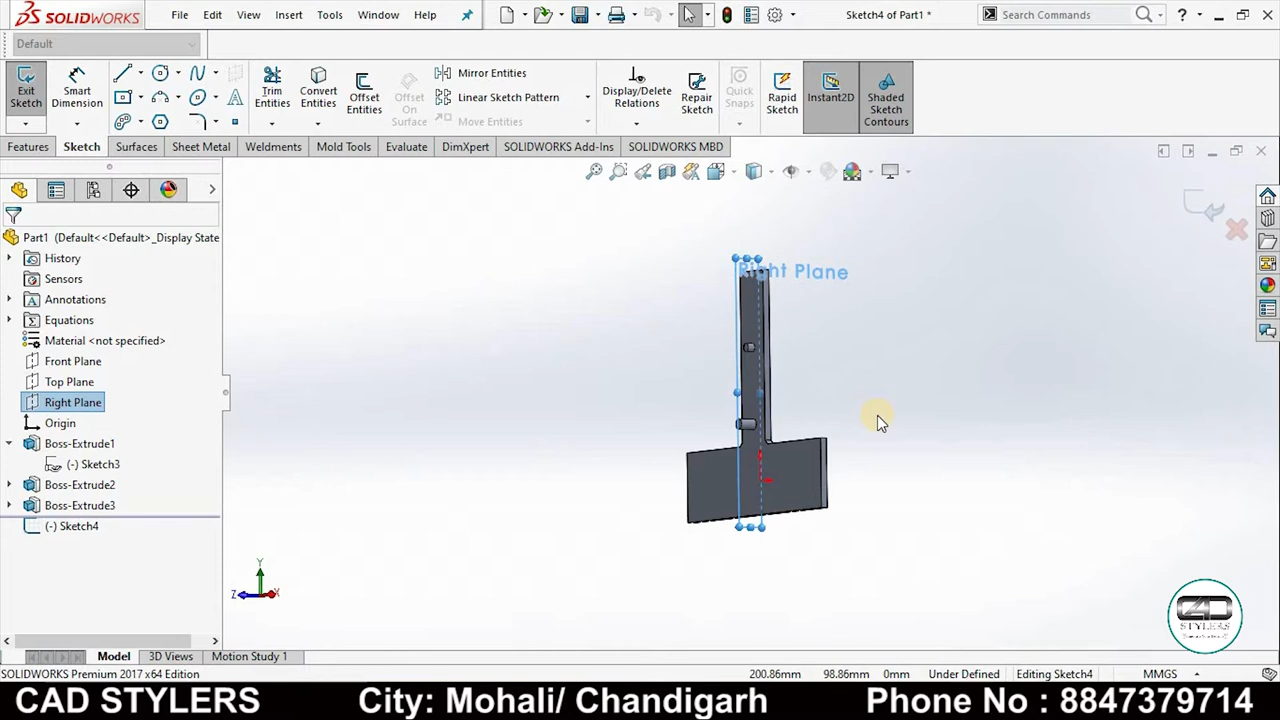 SOLIDWORKS File Edit View Insert Tools Window Help Sketch4 of Part1 * Search Commands ?
Default
Exit Sketch
Smart Dimension
Trim Entities
Convert Entities
Offset Entities
Offset On Surface
Mirror Entities
Linear Sketch Pattern
Move Entities
Display/Delete Relations
Repair Sketch
Quick Snaps
Rapid Sketch
Instant2D
Shaded Sketch Contours
Features Sketch Surfaces Sheet Metal Weldments Mold Tools Evaluate DimXpert SOLIDWORKS Add-Ins SOLIDWORKS MBD
Part1 (Default<<Default>_Display State
History
Sensors
Annotations
Equations
Material <not specified>
Front Plane
Top Plane
Right Plane
Origin
Boss-Extrude1
(-) Sketch3
Boss-Extrude2
Boss-Extrude3
(-) Sketch4
Right Plane
Y
Z X
STYLERS
Model 3D Views Motion Study 1
SOLIDWORKS Premium 2017 x64 Edition 200.86mm 98.86mm 0mm Under Defined Editing Sketch4 MMGS
CAD STYLERS City: Mohali/ Chandigarh Phone No : 8847379714